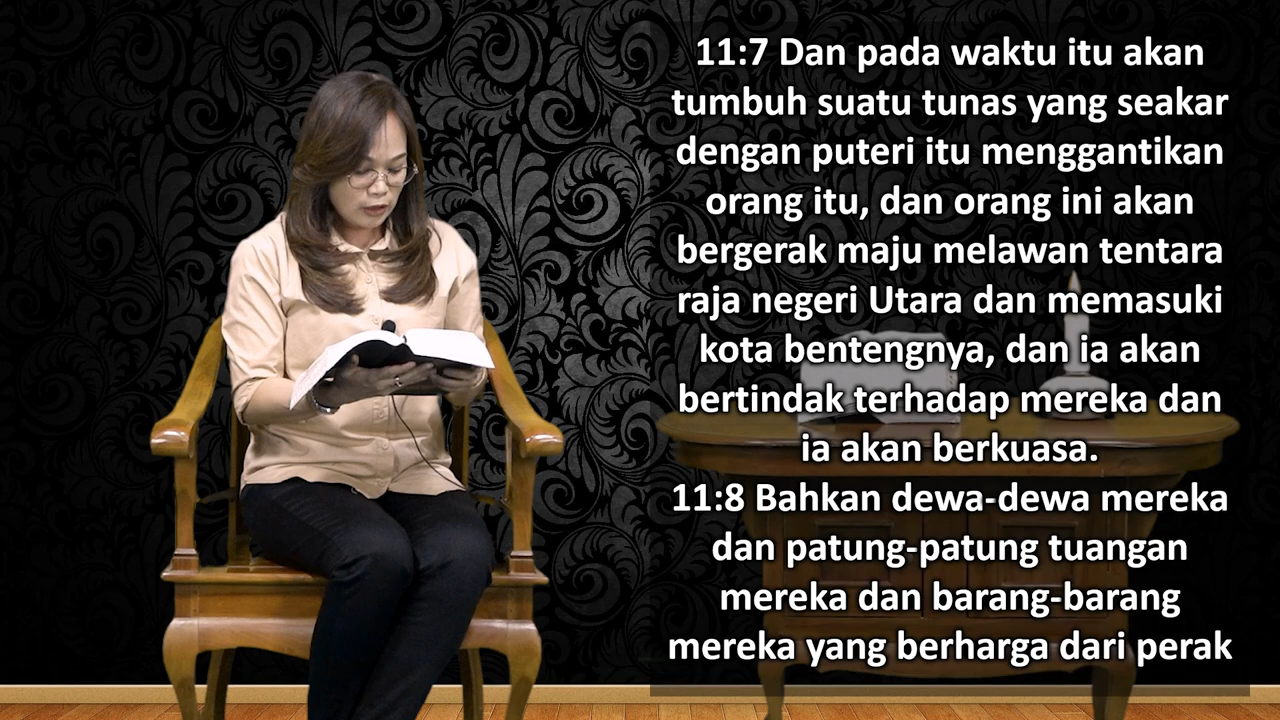 11:7 Dan pada waktu itu akan
tumbuh suatu tunas yang seakar
dengan puteri itu menggantikan
orang itu, dan orang ini akan
bergerak maju melawan tentara
raja negeri Utara dan memasuki
kota bentengnya, dan ia akan
bertindak terhadap mereka dan
ia akan berkuasa.
11:8 Bahkan dewa-dewa mereka
dan patung-patung tuangan
mereka dan barang-barang
mereka yang berharga dari perak